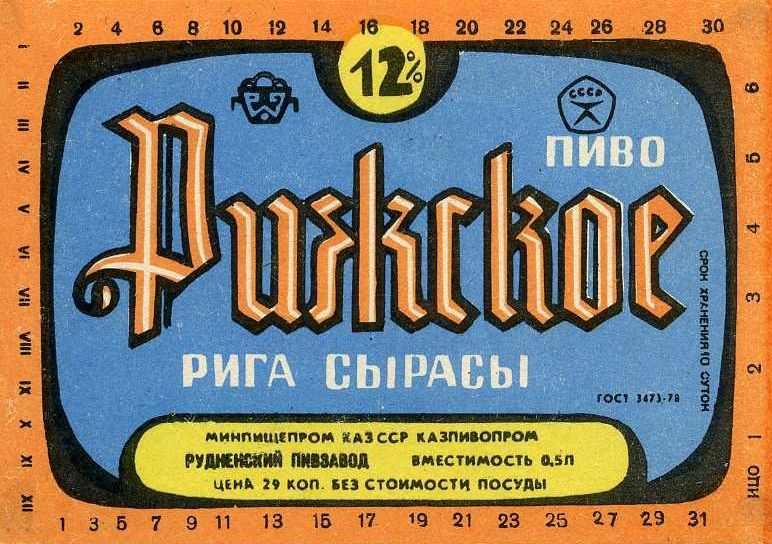 2 4 6 8 10 12 14 16 18 20 22 24 26 28 30
I II III IV V VI VII VIII IX X XI XII
12%
СССР
ПИВО
Рижское
РИГА СЫРАСЫ
ГОСТ 3473-78
СРОК ХРАНЕНИЯ 10 СУТОК
МИНПИЩЕПРОМ КАЗССР КАЗПИВОПРОМ
РУДНЕНСКИЙ ПИВЗАВОД ВМЕСТИМОСТЬ 0,5Л
ЦЕНА 29 КОП. БЕЗ СТОИМОСТИ ПОСУДЫ
6 5 4 3 2 1 ИЦО
1 3 5 7 9 11 13 14 15 17 19 21 23 25 27 29 31